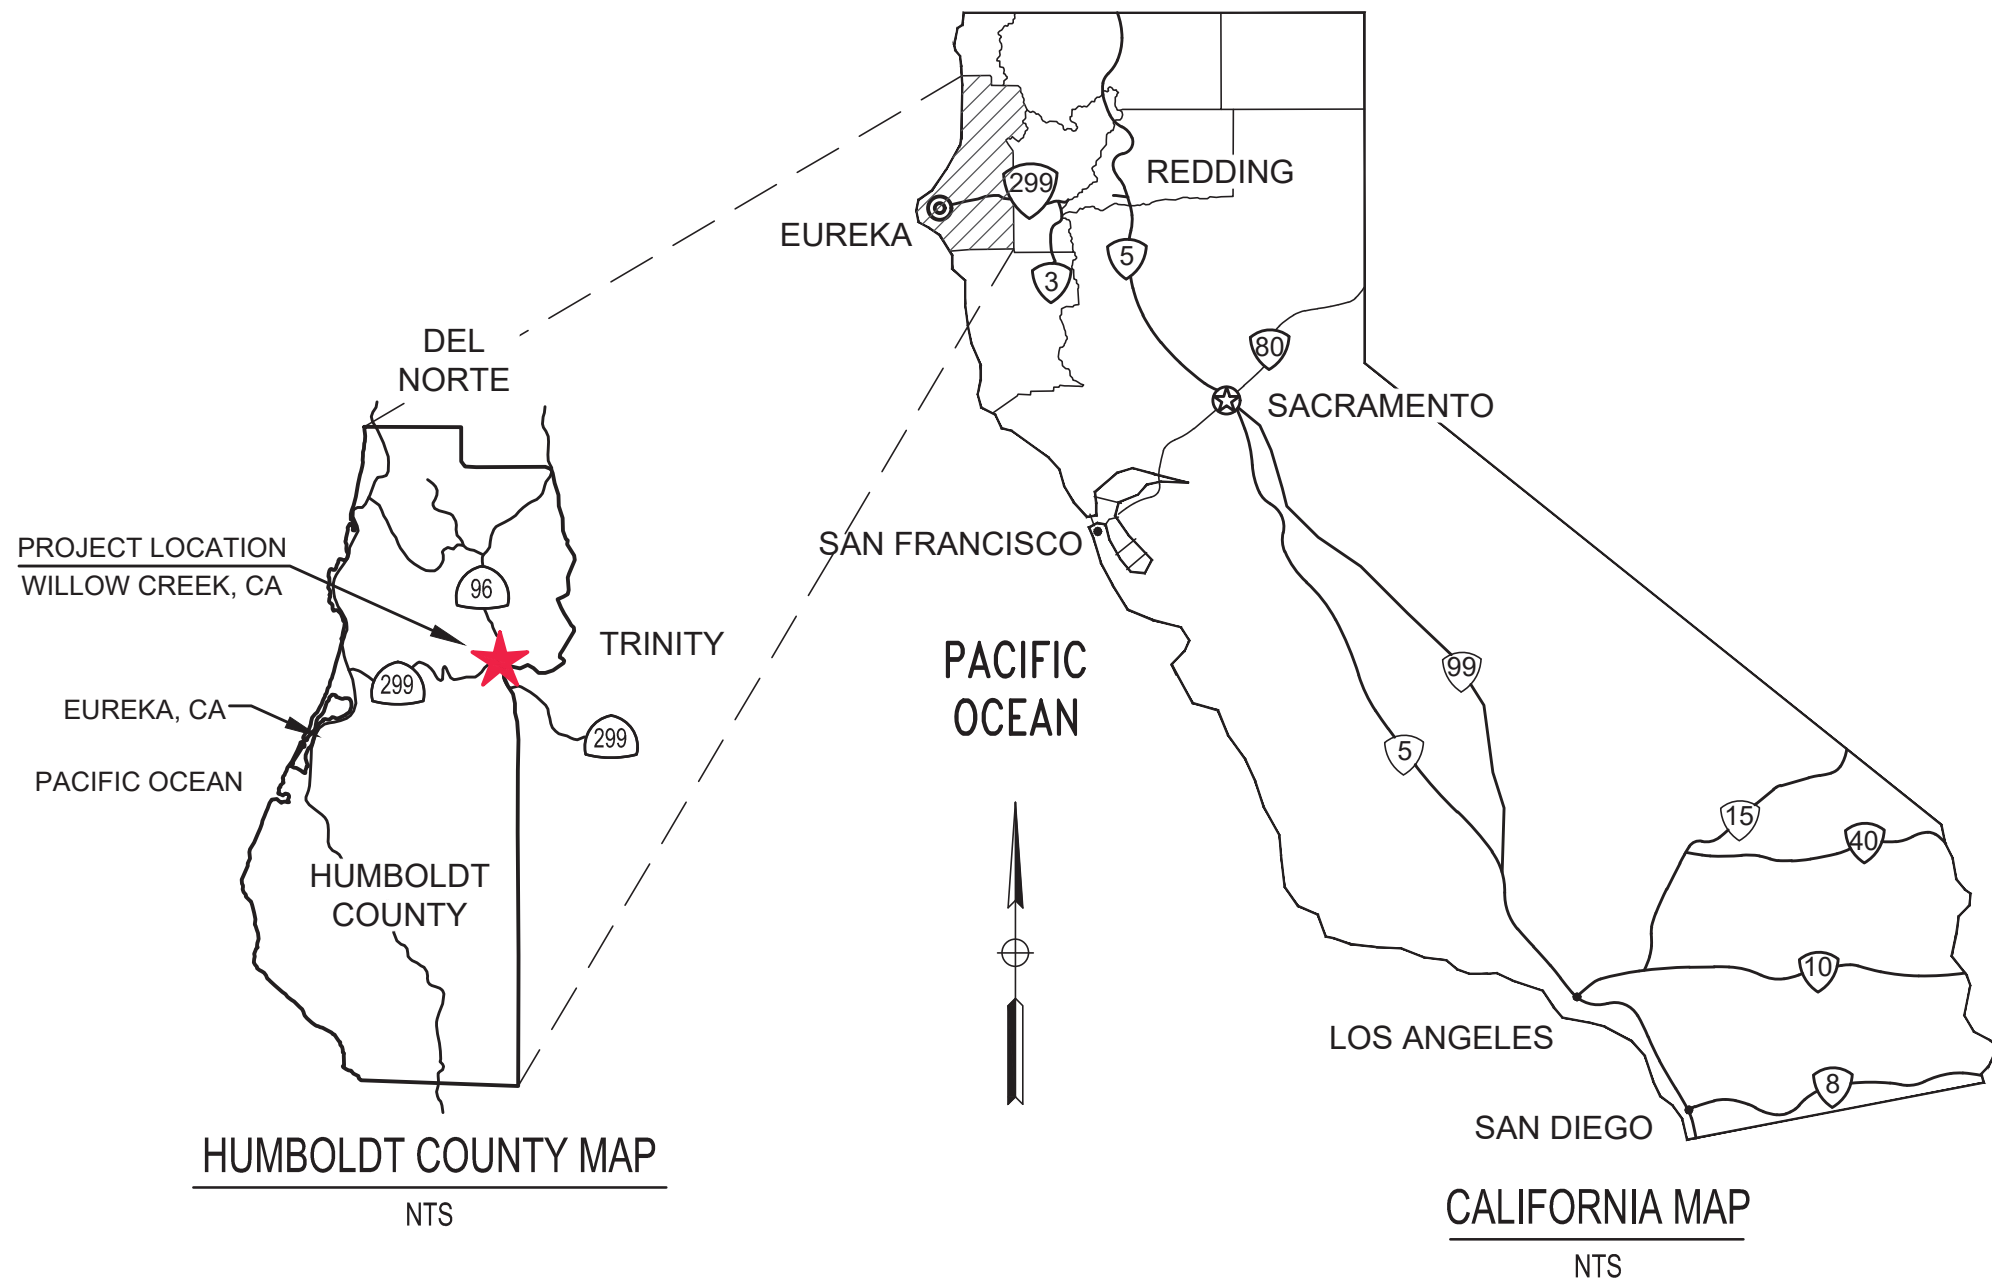 299
REDDING
EUREKA
5
3
DEL
NORTE
80
SACRAMENTO
SAN FRANCISCO
PROJECT LOCATION
WILLOW CREEK, CA
96
TRINITY
299
EUREKA, CA
299
PACIFIC OCEAN
HUMBOLDT
COUNTY
PACIFIC
OCEAN
99
5
15
40
10
LOS ANGELES
8
SAN DIEGO
HUMBOLDT COUNTY MAP
NTS
CALIFORNIA MAP
NTS